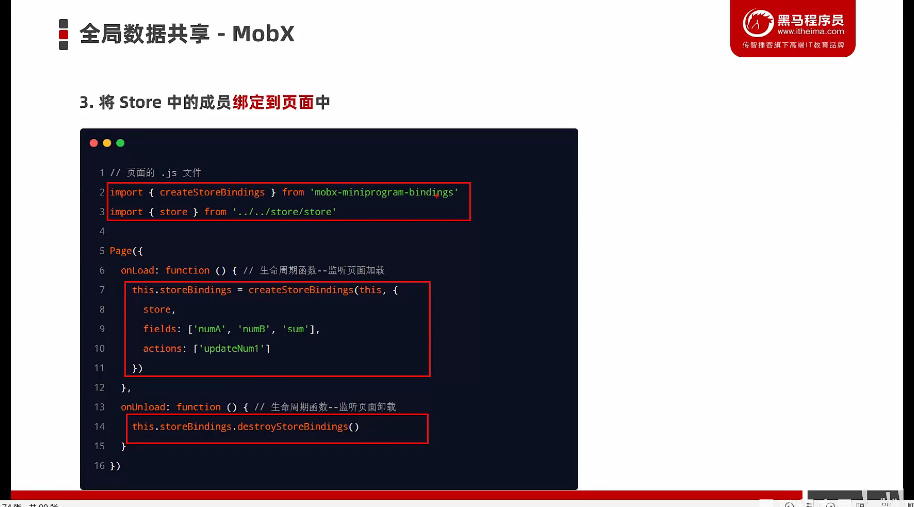 全局数据共享 - MobX
黑马程序员
www.itheima.com
传智播客旗下高端IT教育品牌
3. 将 Store 中的成员绑定到页面中
1 // 页面的 .js 文件
2 import { createStoreBindings } from 'mobx-miniprogram-bindings'
3 import { store } from '../../store/store'
4
5 Page({
6 onLoad: function () { // 生命周期函数--监听页面加载
7 this.storeBindings = createStoreBindings(this, {
8 store,
9 fields: ['numA', 'numB', 'sum'],
10 actions: ['updateNum1']
11 })
12 },
13 onUnload: function () { // 生命周期函数--监听页面卸载
14 this.storeBindings.destroyStoreBindings()
15 }
16 })